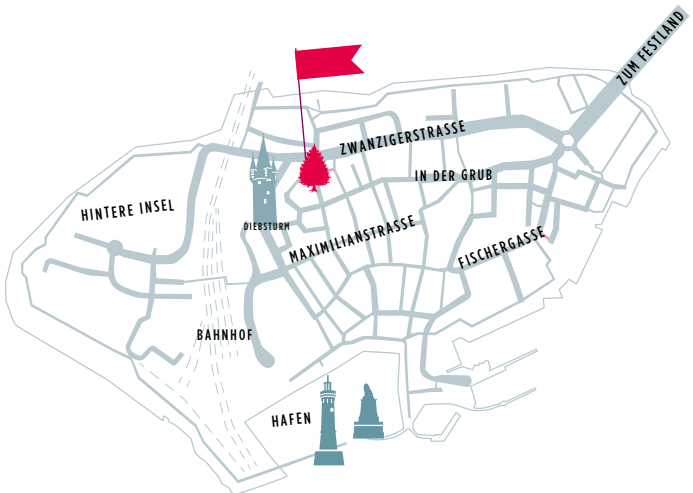 ZUM FESTLAND
ZWANZIGERSTRASSE
IN DER GRUB
HINTERE INSEL
DIEBSTURM
MAXIMILIANSTRASSE
FISCHERGASSE
BAHNHOF
HAFEN